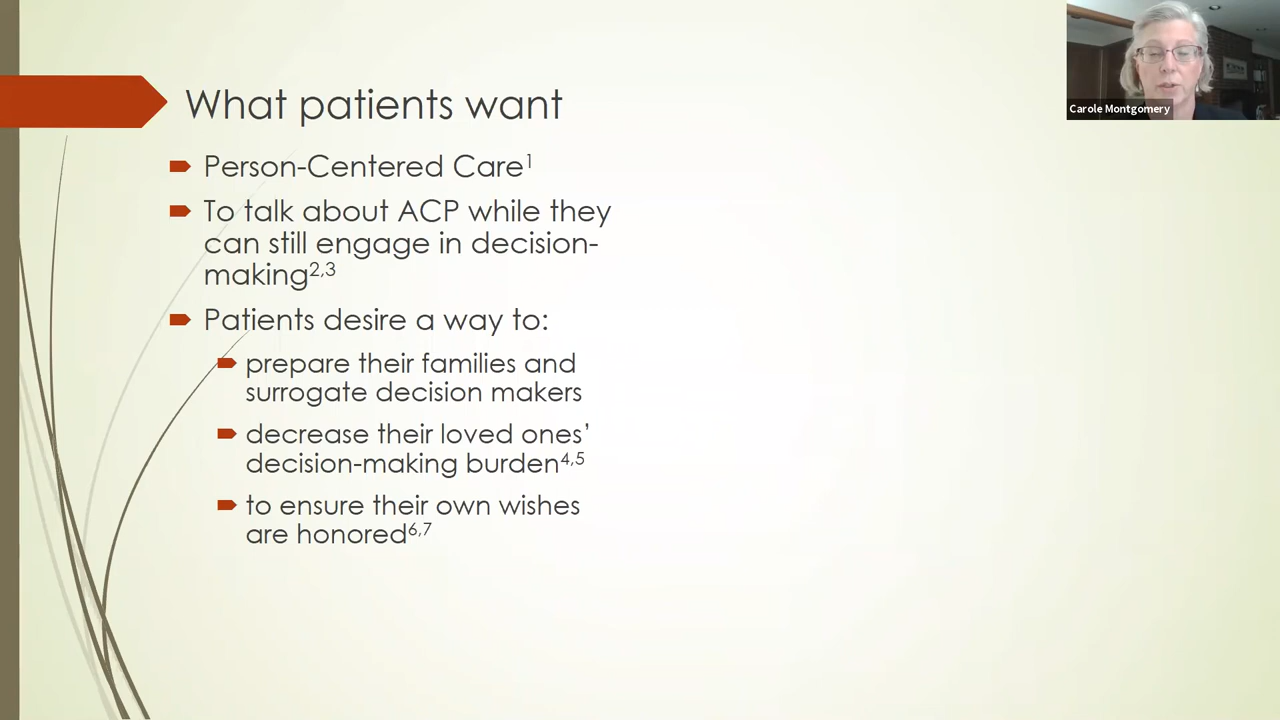 What patients want
Person-Centered Care¹
To talk about ACP while they
can still engage in decision-
making²,³
Patients desire a way to:
prepare their families and
surrogate decision makers
decrease their loved ones’
decision-making burden⁴,⁵
to ensure their own wishes
are honored⁶,⁷
Carole Montgomery